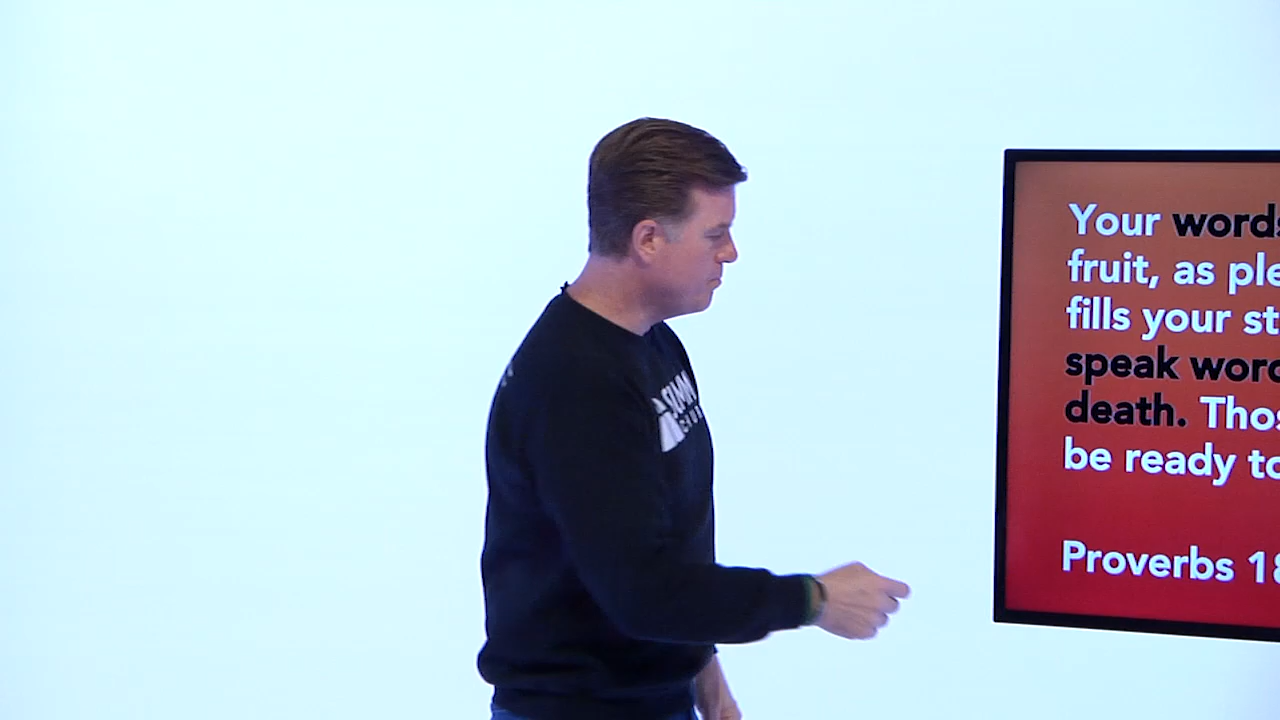 Your words
fruit, as ple
fills your st
speak word
death. Thos
be ready to
Proverbs 18